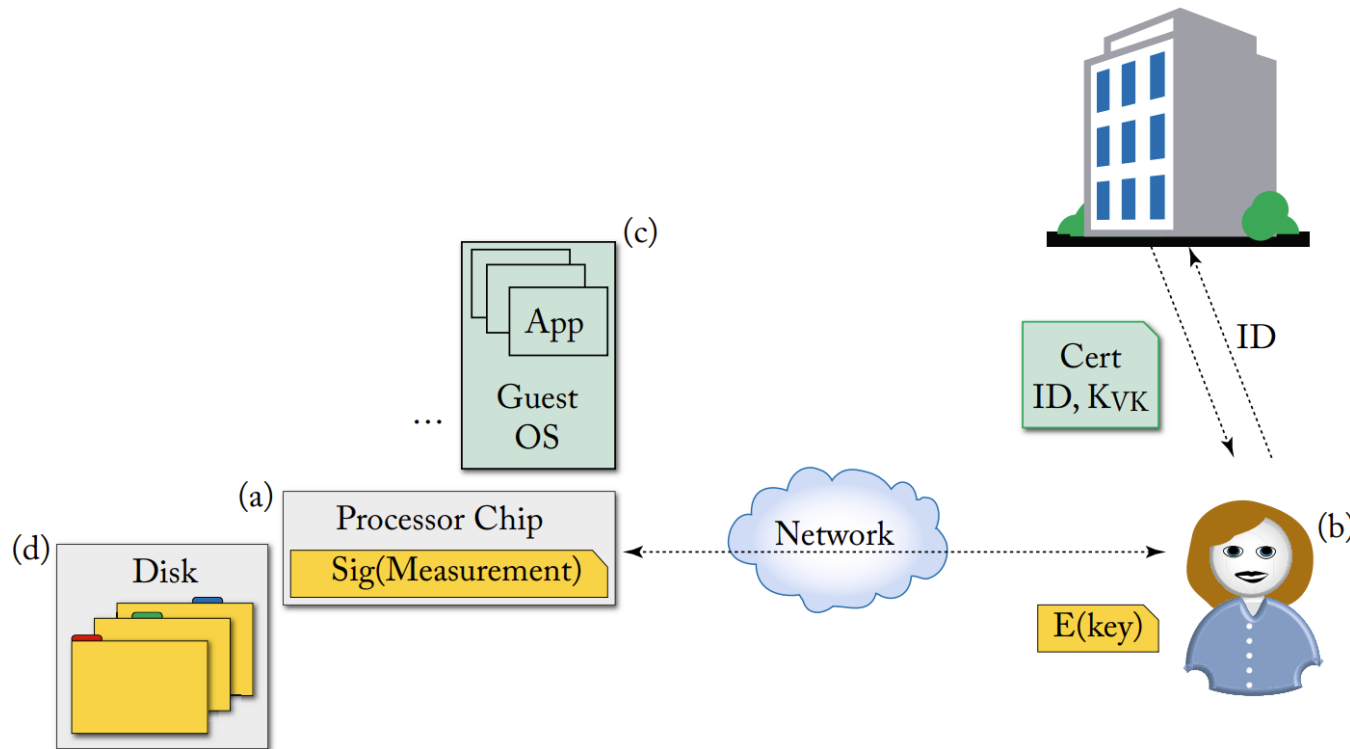 (c)
App
Guest
OS
...
Cert
ID, KVK
ID
(a)
Processor Chip
Sig(Measurement)
(d)
Disk
Network
(b)
E(key)